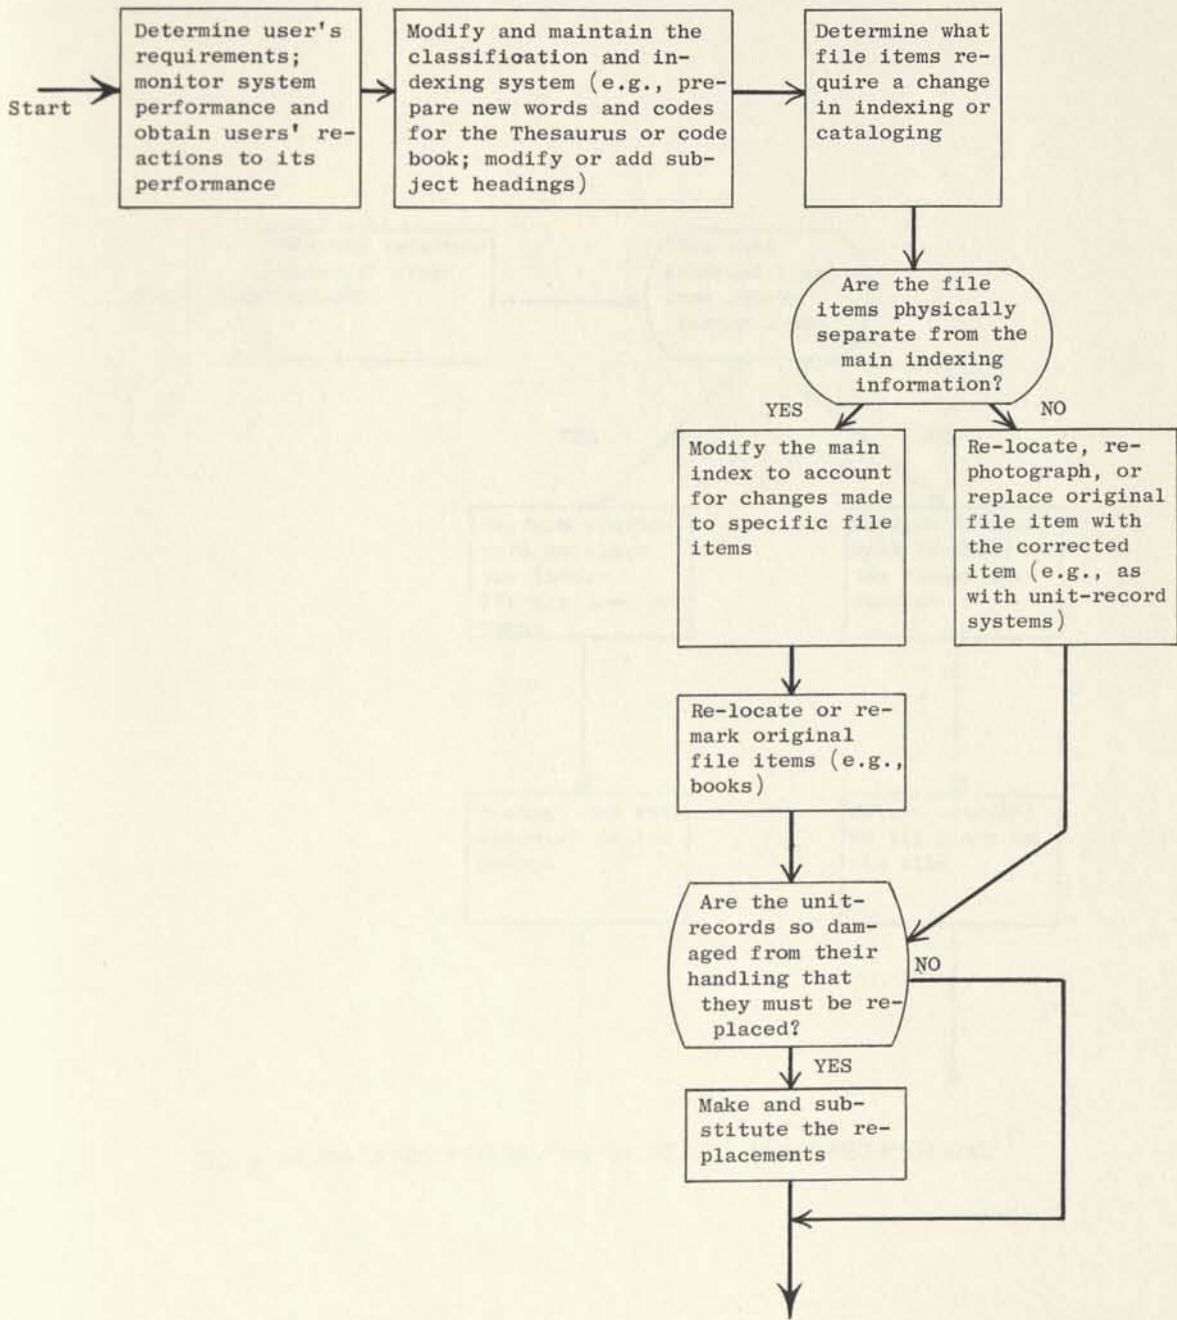 Start
Determine user's
requirements;
monitor system
performance and
obtain users' re-
actions to its
performance
Modify and maintain the
classification and in-
dexing system (e.g., pre-
pare new words and codes
for the Thesaurus or code
book; modify or add sub-
ject headings)
Determine what
file items re-
quire a change
in indexing or
cataloging
Are the file
items physically
separate from the
main indexing
information?
YES
NO
Modify the main
index to account
for changes made
to specific file
items
Re-locate, re-
photograph, or
replace original
file item with
the corrected
item (e.g., as
with unit-record
systems)
Re-locate or re-
mark original
file items (e.g.,
books)
Are the unit-
records so dam-
aged from their
handling that
they must be re-
placed?
NO
YES
Make and sub-
stitute the re-
placements